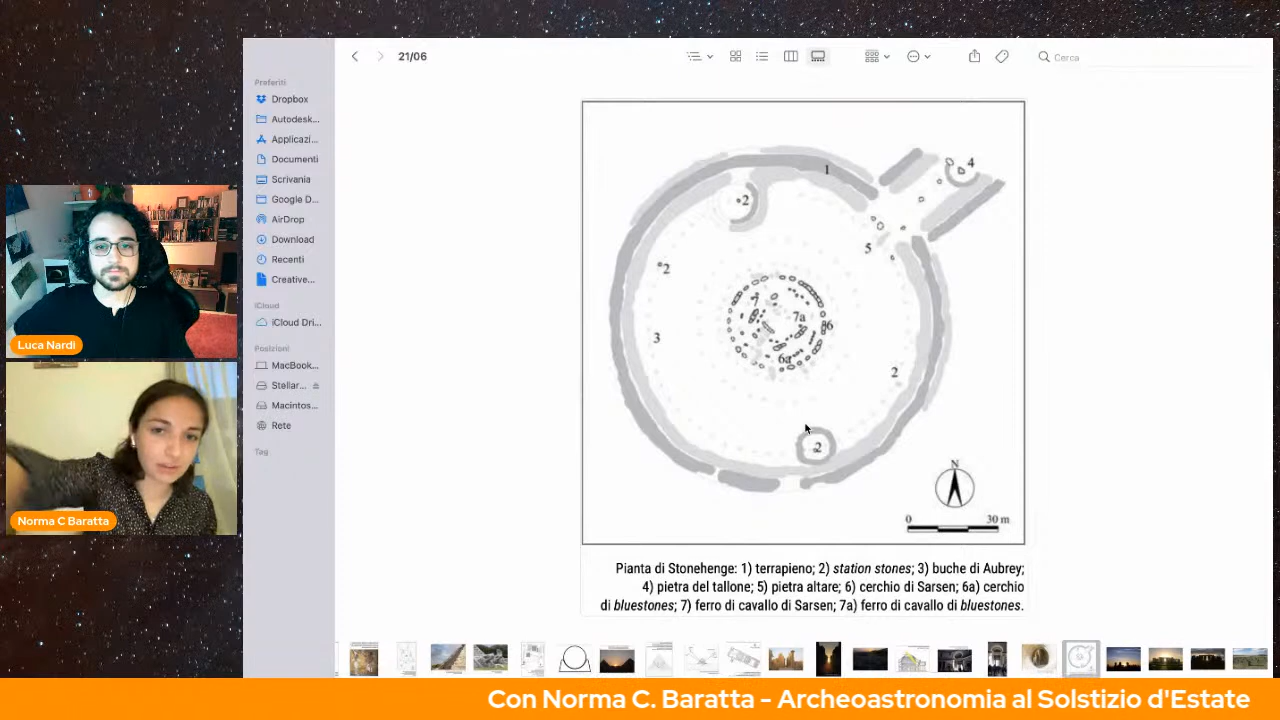 21/06
Cerca
Preferiti
Dropbox
Autodesk...
Applicazi...
Documenti
Scrivania
Google D...
AirDrop
Download
Recenti
Creative...
iCloud
iCloud Dri...
Posizioni
MacBook...
Stellar...
Macintos...
Rete
Tag
1
4
2
5
2
7
7a
6
3
6a
2
2
N
0 30 m
Pianta di Stonehenge: 1) terrapieno; 2) station stones; 3) buche di Aubrey;
4) pietra del tallone; 5) pietra altare; 6) cerchio di Sarsen; 6a) cerchio
di bluestones; 7) ferro di cavallo di Sarsen; 7a) ferro di cavallo di bluestones.
Luca Nardi
Norma C Baratta
Con Norma C. Baratta - Archeoastronomia al Solstizio d'Estate